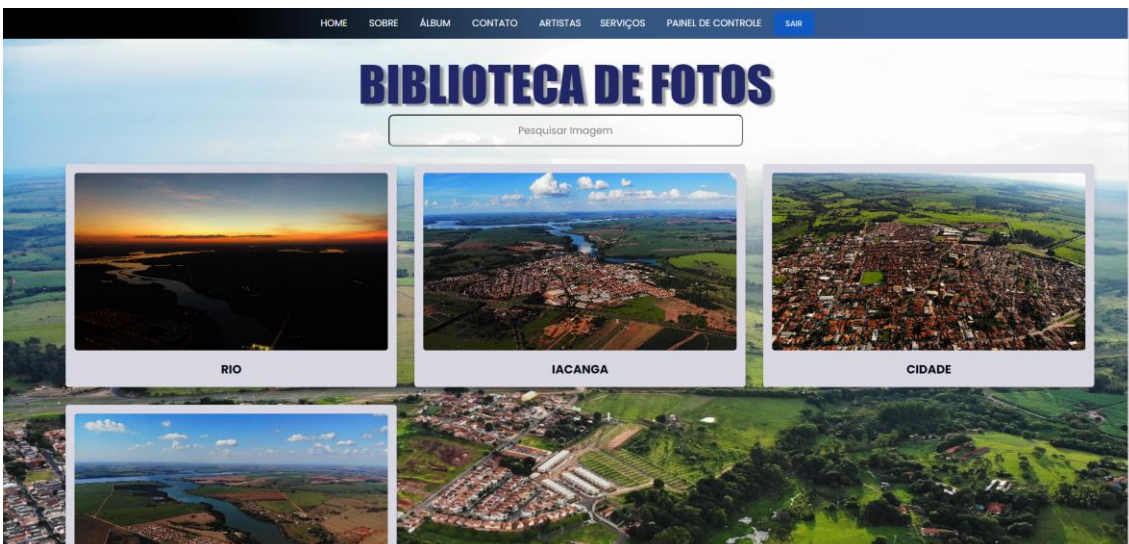 HOME SOBRE ÁLBUM CONTATO ARTISTAS SERVIÇOS PAINEL DE CONTROLE SAIR
BIBLIOTECA DE FOTOS
Pesquisar Imagem
RIO IACANGA CIDADE